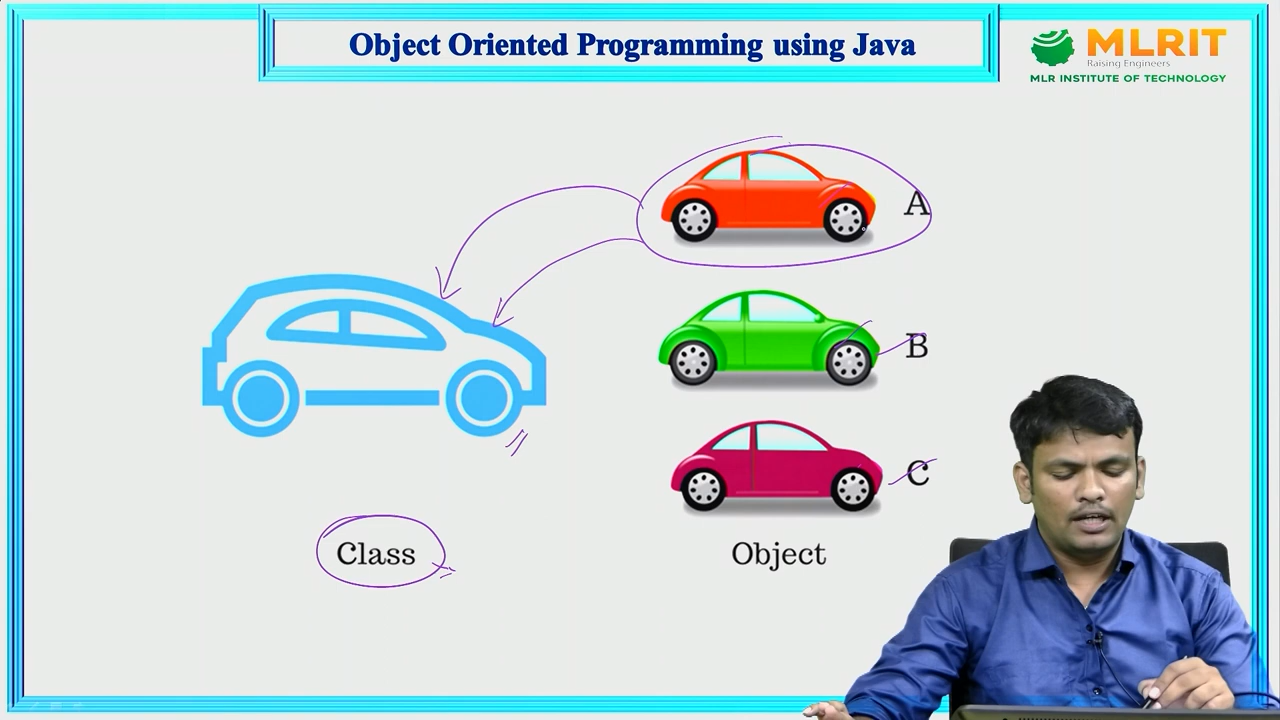 Object Oriented Programming using Java
MLRIT
Raising Engineers
MLR INSTITUTE OF TECHNOLOGY
A
B
C
Class
Object